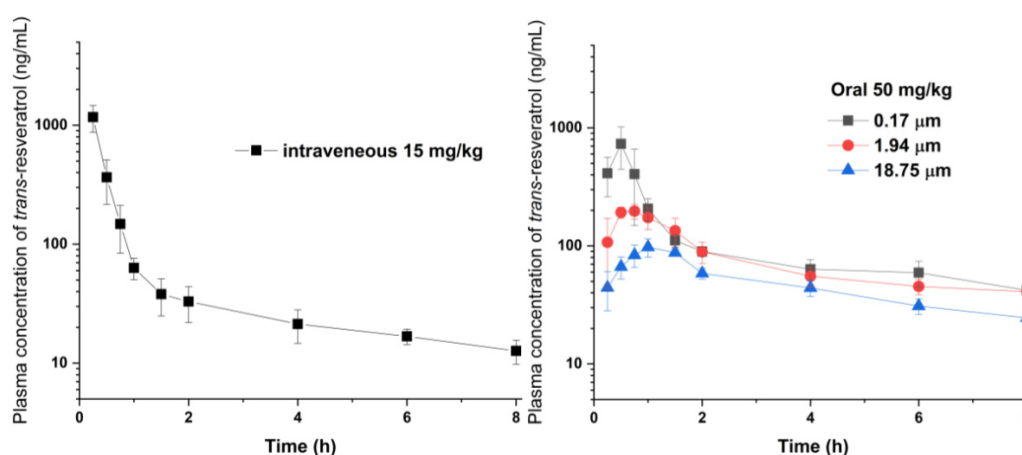 Plasma concentration of trans-resveratrol (ng/mL)
1000
100
10
intraveneous 15 mg/kg
0
2
4
6
8
Time (h)
Plasma concentration of trans-resveratrol (ng/mL)
1000
100
10
Oral 50 mg/kg
0.17 μm
1.94 μm
18.75 μm
0
2
4
6
Time (h)